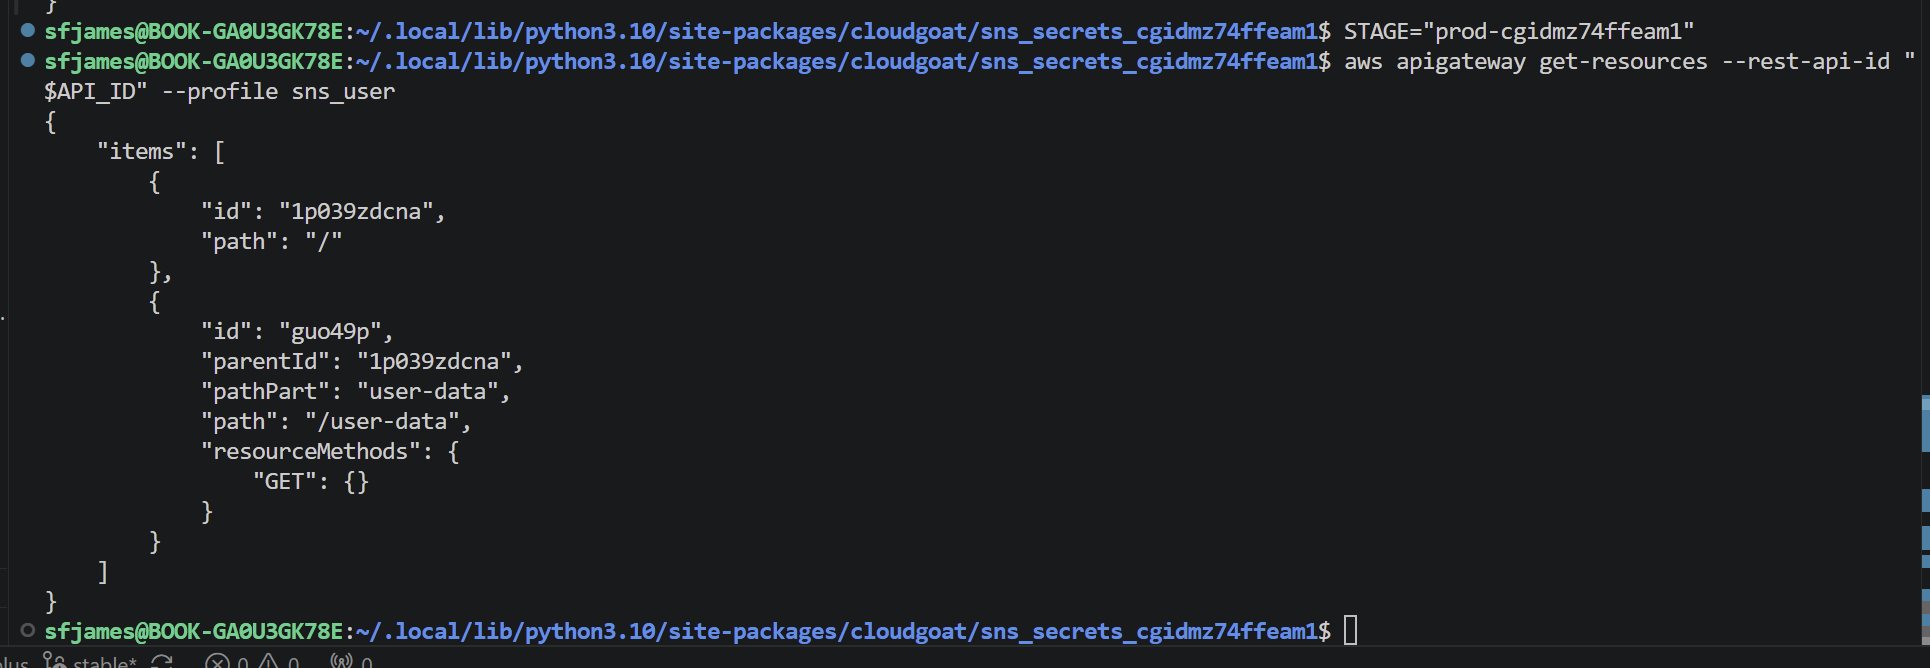 }
sfjames@BOOK-GA0U3GK78E:~/.local/lib/python3.10/site-packages/cloudgoat/sns_secrets_cgidmz74ffeam1$ STAGE="prod-cgidmz74ffeam1"
sfjames@BOOK-GA0U3GK78E:~/.local/lib/python3.10/site-packages/cloudgoat/sns_secrets_cgidmz74ffeam1$ aws apigateway get-resources --rest-api-id "
$API_ID" --profile sns_user
{
    "items": [
        {
            "id": "1p039zdcna",
            "path": "/"
        },
        {
            "id": "guo49p",
            "parentId": "1p039zdcna",
            "pathPart": "user-data",
            "path": "/user-data",
            "resourceMethods": {
                "GET": {}
            }
        }
    ]
}
sfjames@BOOK-GA0U3GK78E:~/.local/lib/python3.10/site-packages/cloudgoat/sns_secrets_cgidmz74ffeam1$
stable* 0 0 0